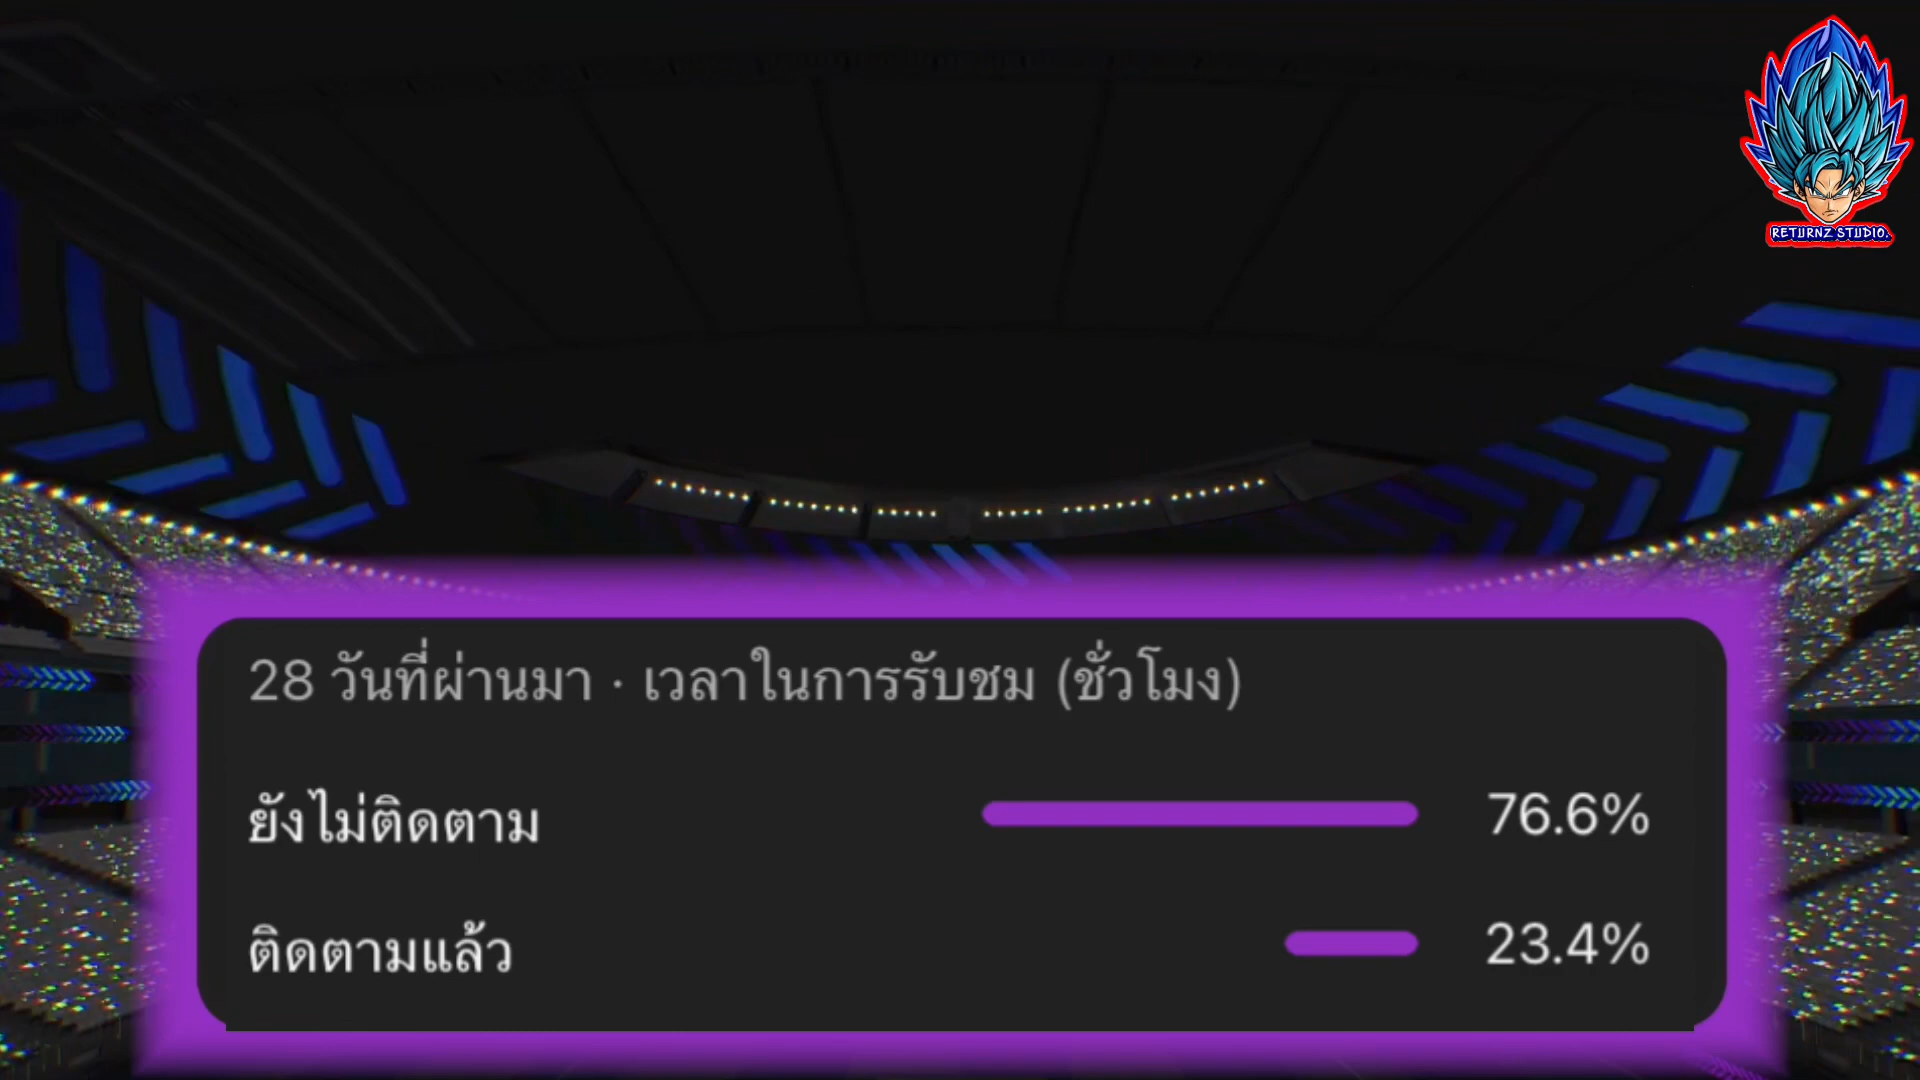 RETURNZ STUDIO.
28 วันที่ผ่านมา · เวลาในการรับชม (ชั่วโมง)
ยังไม่ติดตาม 76.6%
ติดตามแล้ว 23.4%